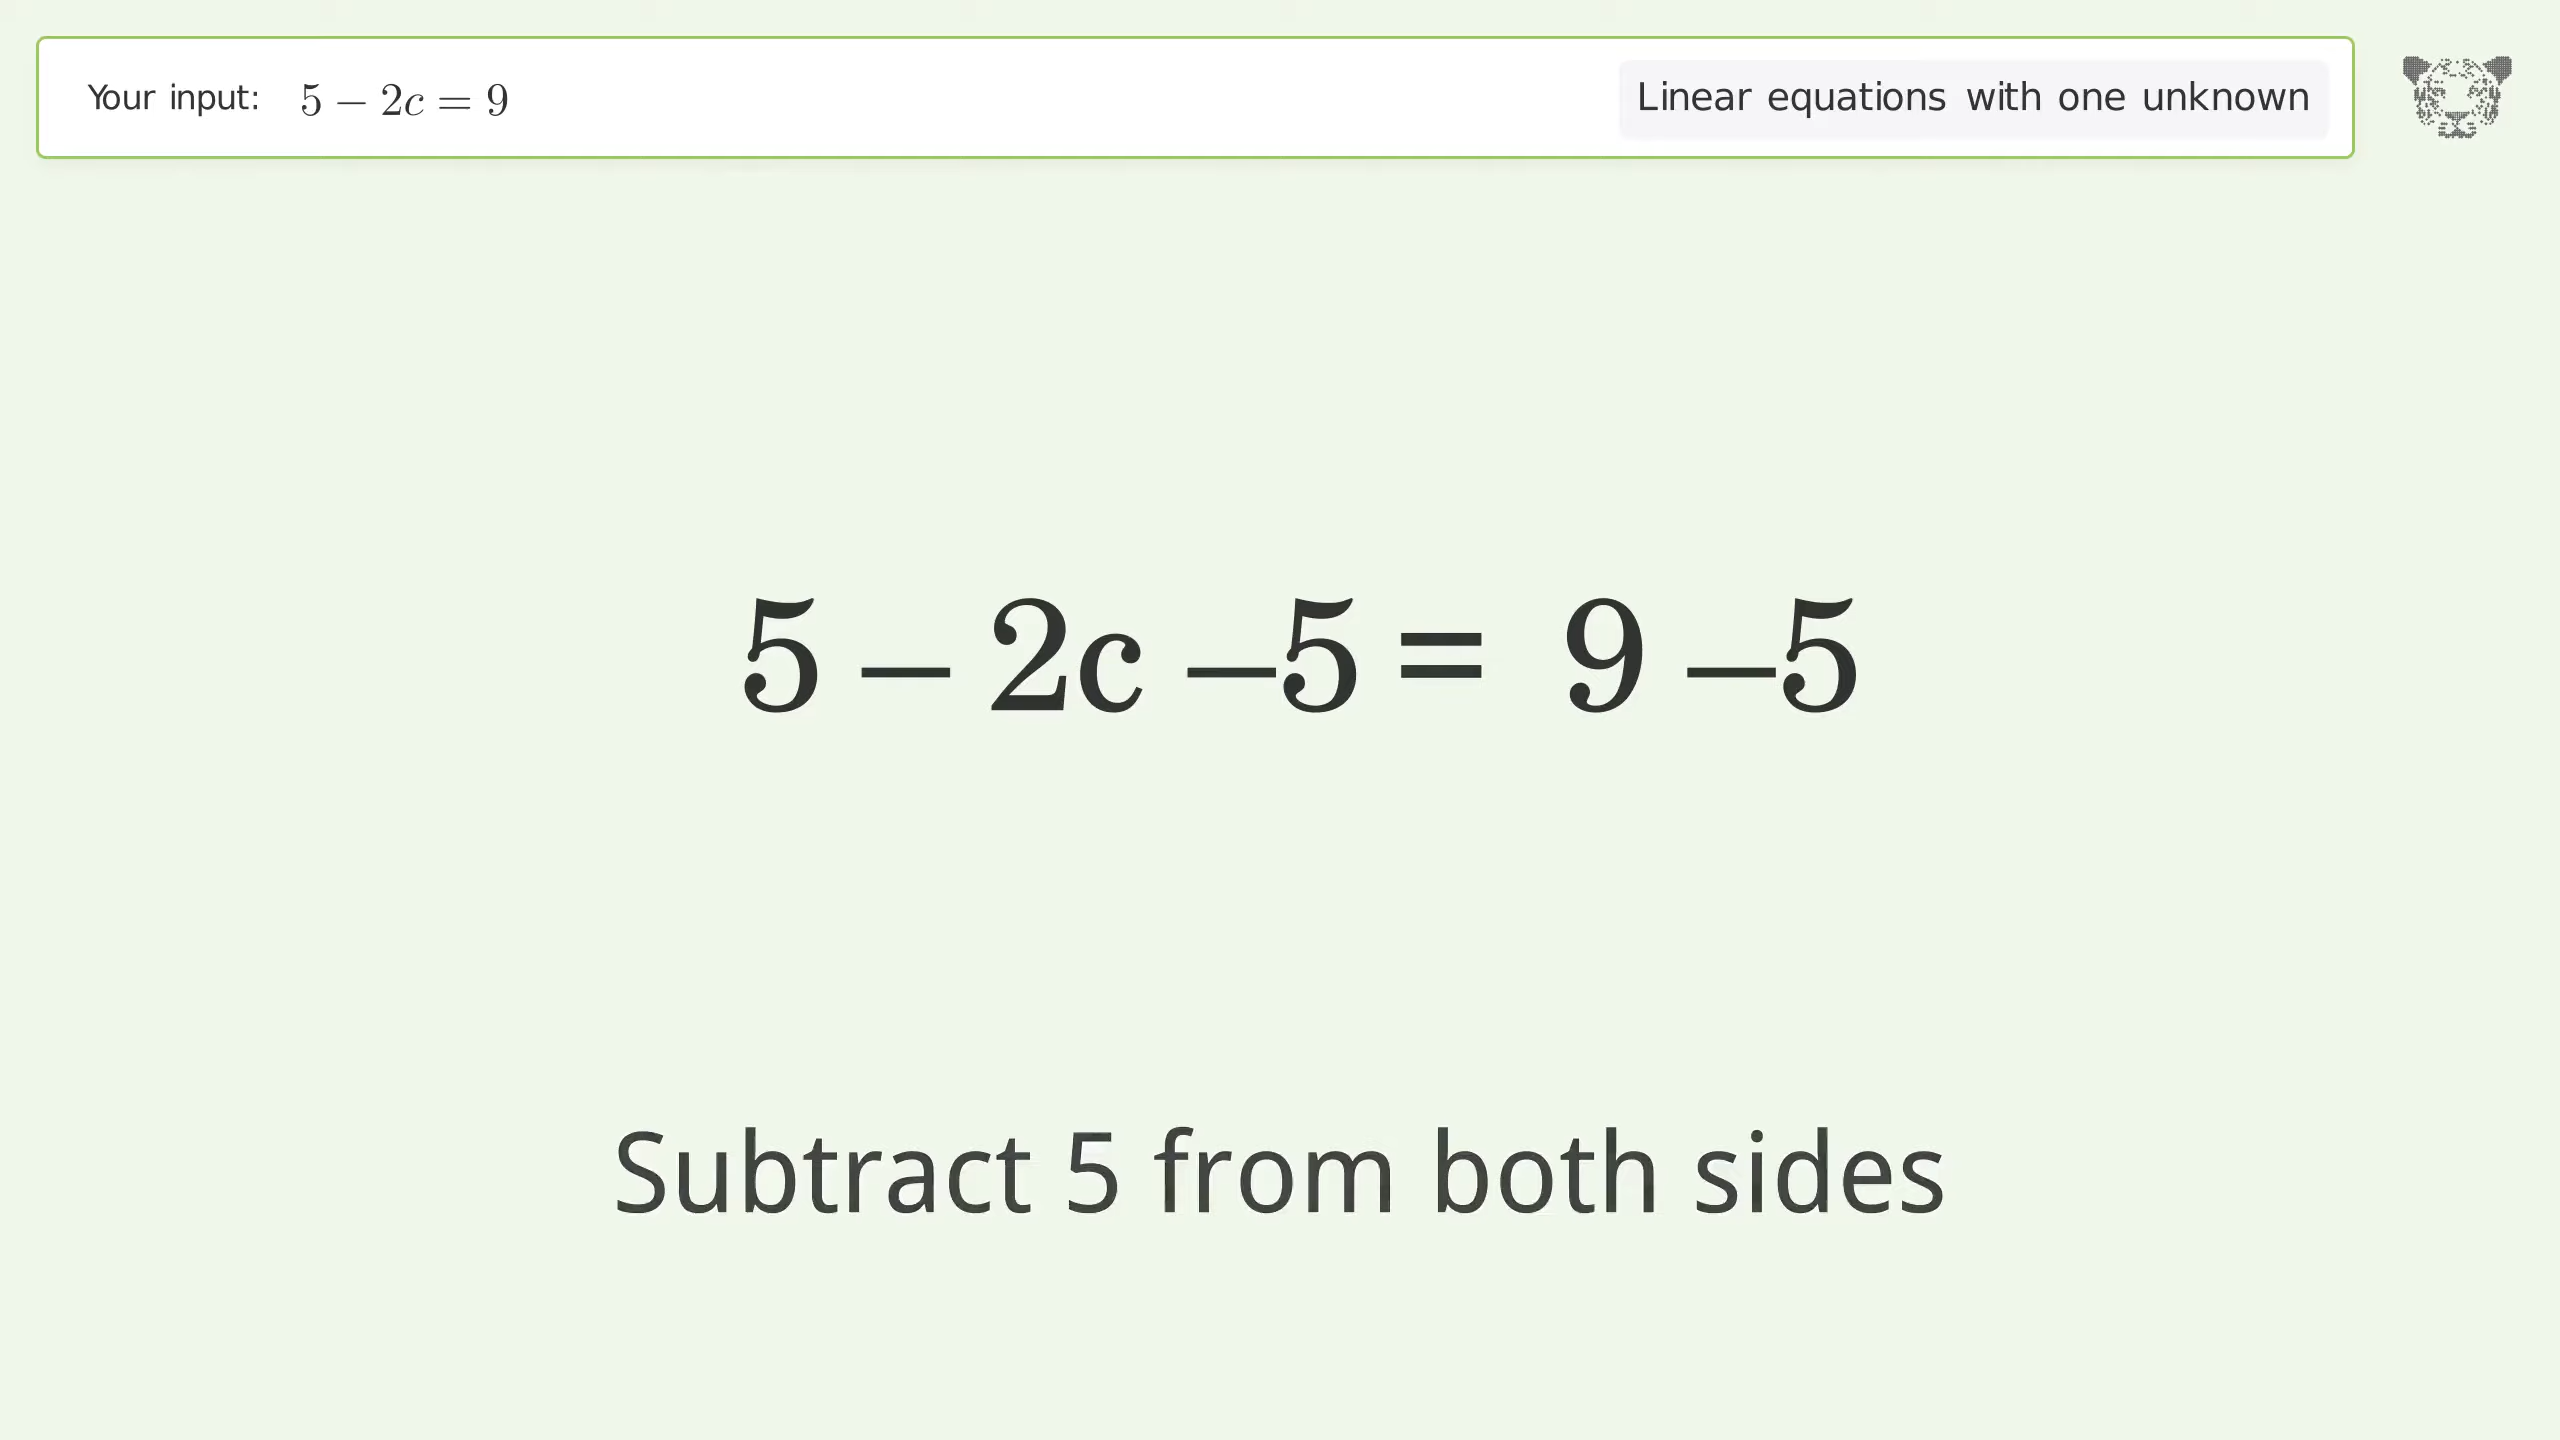 Your input: 5 − 2c = 9
Linear equations with one unknown
5 − 2c −5 = 9 −5
Subtract 5 from both sides